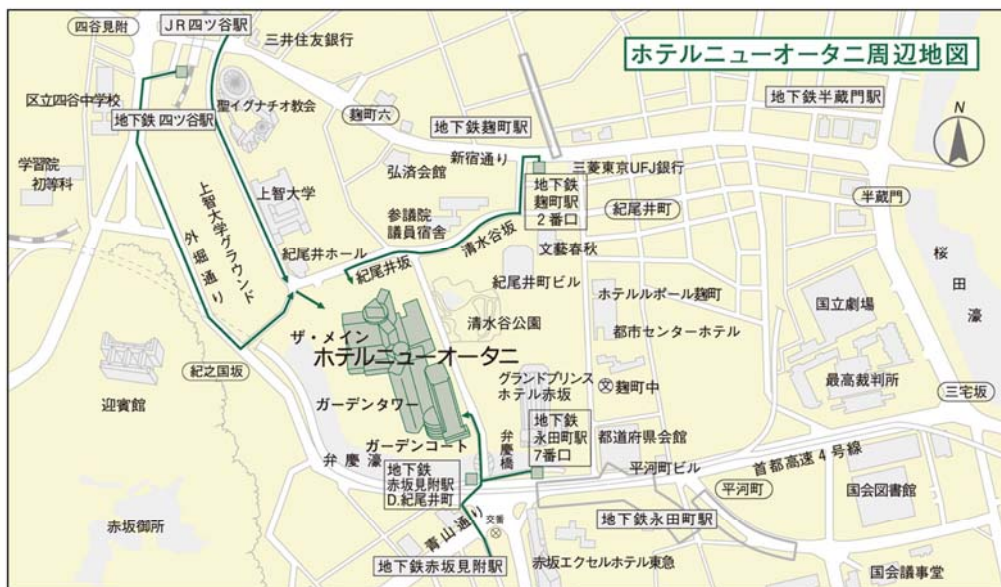 ホテルニューオータニ周辺地図
四谷見附
JR四ツ谷駅
三井住友銀行
区立四谷中学校
地下鉄 四ツ谷駅
聖イグナチオ教会
麹町六
地下鉄麹町駅
地下鉄半蔵門駅
N
新宿通り
弘済会館
三菱東京UFJ銀行
学習院
初等科
上智大学
地下鉄
麹町駅
2番口
半蔵門
参議院
議員宿舎
紀尾井町
上智大学グラウンド
外堀通り
清水谷坂
文藝春秋
桜田濠
紀尾井ホール
紀尾井坂
紀尾井町ビル
ホテルルポール麹町
国立劇場
清水谷公園
都市センターホテル
ザ・メイン
ホテルニューオータニ
紀之国坂
グランドプリンス
ホテル赤坂
麹町中
最高裁判所
三宅坂
迎賓館
ガーデンタワー
地下鉄
永田町駅
7番口
ガーデンコート
弁慶橋
都道府県会館
弁慶濠
地下鉄
赤坂見附駅
D.紀尾井町
平河町ビル
首都高速4号線
平河町
国会図書館
青山通り
交番
地下鉄永田町駅
赤坂御所
地下鉄赤坂見附駅
赤坂エクセルホテル東急
国会議事堂